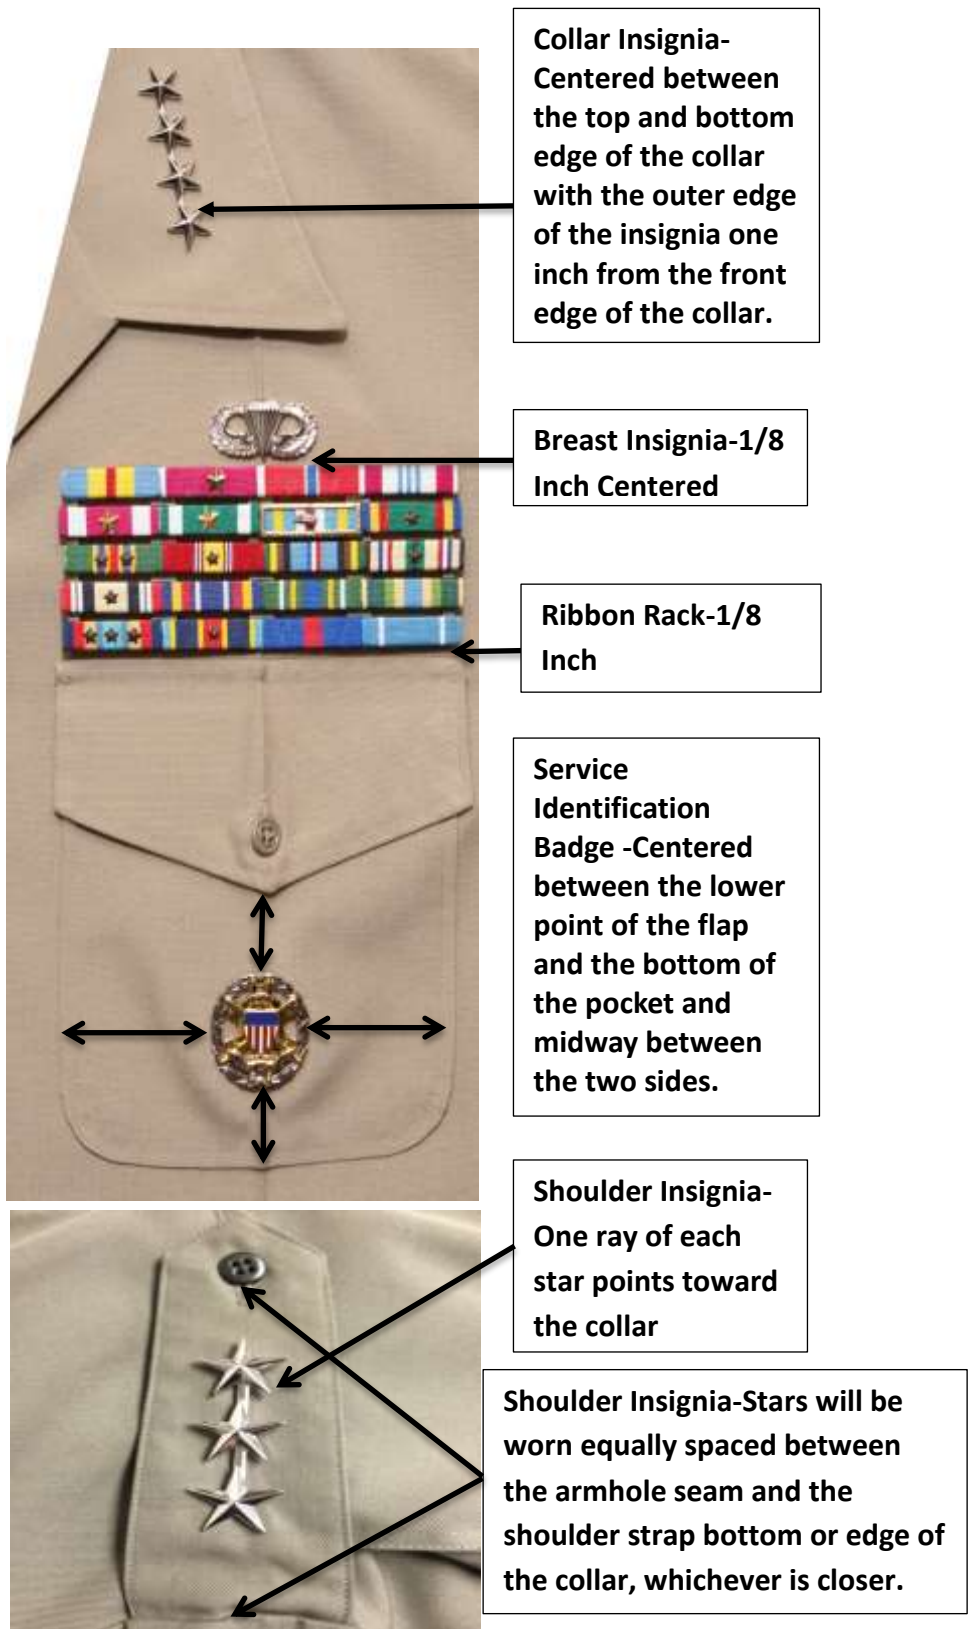 Collar Insignia-
Centered between
the top and bottom
edge of the collar
with the outer edge
of the insignia one
inch from the front
edge of the collar.
Breast Insignia-1/8
Inch Centered
Ribbon Rack-1/8
Inch
Service
Identification
Badge -Centered
between the lower
point of the flap
and the bottom of
the pocket and
midway between
the two sides.
Shoulder Insignia-
One ray of each
star points toward
the collar
Shoulder Insignia-Stars will be
worn equally spaced between
the armhole seam and the
shoulder strap bottom or edge of
the collar, whichever is closer.